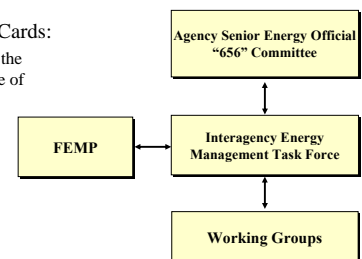 Cards:
the
e of
Agency Senior Energy Official
“656” Committee
FEMP
Interagency Energy
Management Task Force
Working Groups